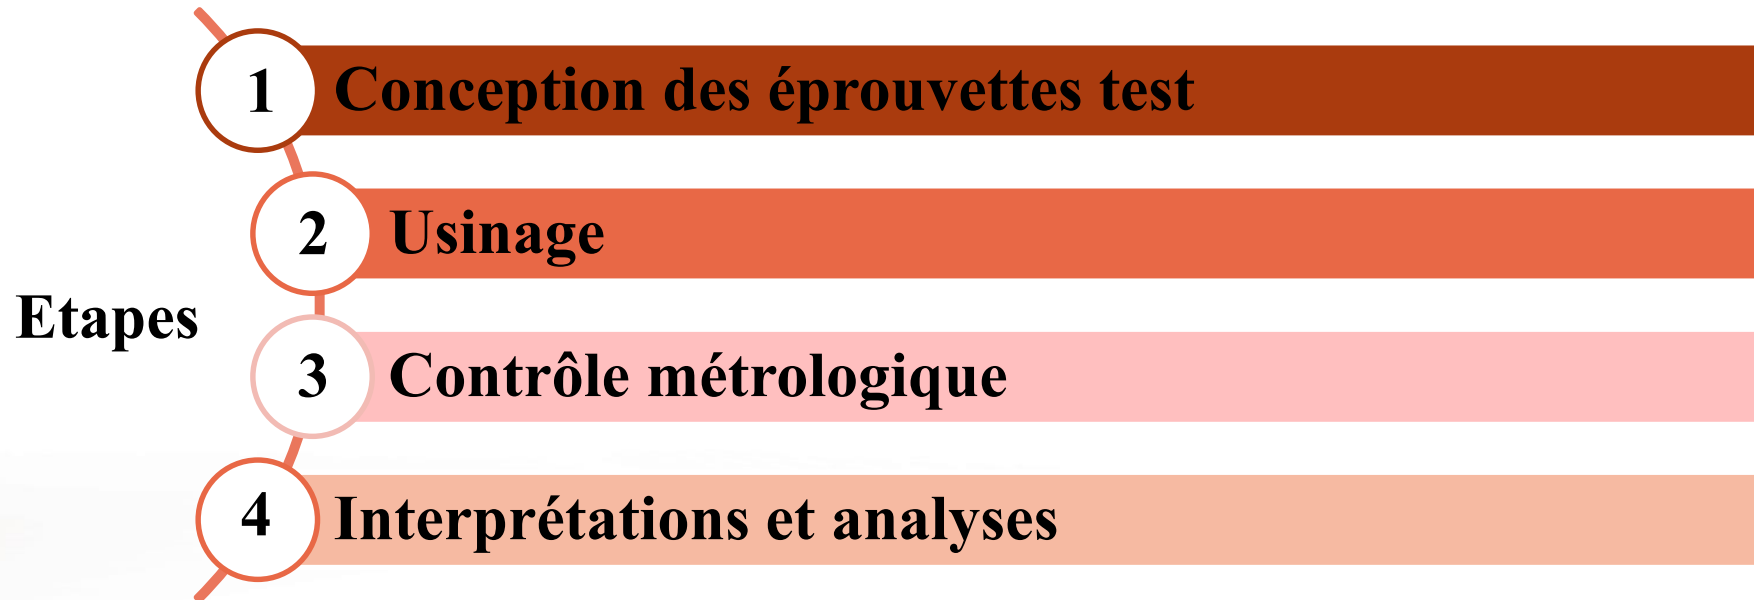 1 Conception des éprouvettes test
2 Usinage
Etapes
3 Contrôle métrologique
4 Interprétations et analyses